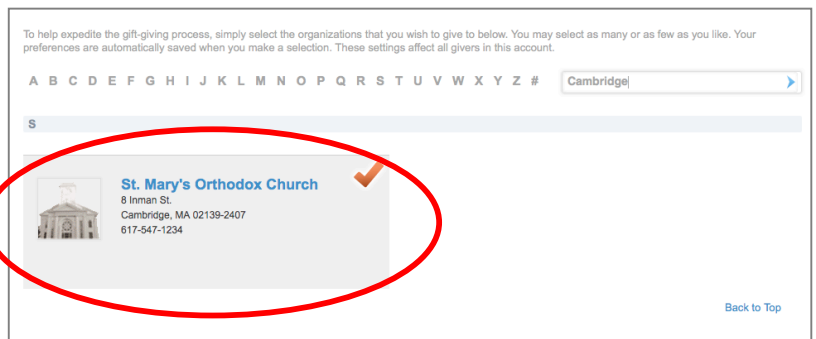 To help expedite the gift-giving process, simply select the organizations that you wish to give to below. You may select as many or as few as you like. Your
preferences are automatically saved when you make a selection. These settings affect all givers in this account.
A B C D E F G H I J K L M N O P Q R S T U V W X Y Z # Cambridge
S
St. Mary's Orthodox Church
8 Inman St.
Cambridge, MA 02139-2407
617-547-1234
Back to Top